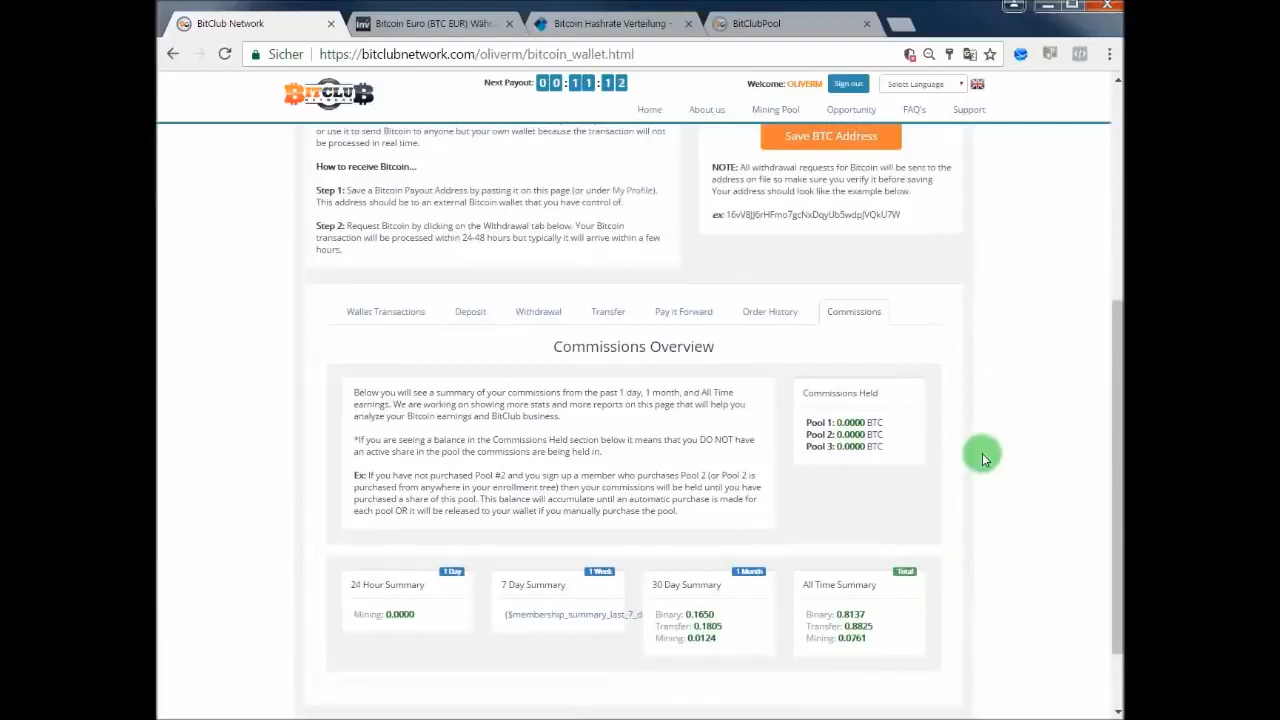 BitClub Network
Bitcoin Euro (BTC EUR) Währ
Bitcoin Hashrate Verteilung -
BitClubPool
Sicher
https://bitclubnetwork.com/oliverm/bitcoin_wallet.html
BITCLUB
NETWORK
Next Payout: 00:11:12
Welcome: OLIVERM
Sign out
Select Language
Home
About us
Mining Pool
Opportunity
FAQ's
Support
or use it to send Bitcoin to anyone but your own wallet because the transaction will not
be processed in real time.
How to receive Bitcoin...
Step 1: Save a Bitcoin Payout Address by pasting it on this page (or under My Profile).
This address should be to an external Bitcoin wallet that you have control of.
Step 2: Request Bitcoin by clicking on the Withdrawal tab below. Your Bitcoin
transaction will be processed within 24-48 hours but typically it will arrive within a few
hours.
Save BTC Address
NOTE: All withdrawal requests for Bitcoin will be sent to the
address on file so make sure you verify it before saving
Your address should look like the example below.
ex: 16vV8JJ6rHFmo7gcNxDqyUb5wdpJVQkU7W
Wallet Transactions
Deposit
Withdrawal
Transfer
Pay it Forward
Order History
Commissions
Commissions Overview
Below you will see a summary of your commissions from the past 1 day, 1 month, and All Time
earnings. We are working on showing more stats and more reports on this page that will help you
analyze your Bitcoin earnings and BitClub business.
*If you are seeing a balance in the Commissions Held section below it means that you DO NOT have
an active share in the pool the commissions are being held in.
Ex: If you have not purchased Pool #2 and you sign up a member who purchases Pool 2 (or Pool 2 is
purchased from anywhere in your enrollment tree) then your commissions will be held until you have
purchased a share of this pool. This balance will accumulate until an automatic purchase is made for
each pool OR it will be released to your wallet if you manually purchase the pool.
Commissions Held
Pool 1: 0.0000 BTC
Pool 2: 0.0000 BTC
Pool 3: 0.0000 BTC
1 Day
24 Hour Summary
Mining: 0.0000
1 Week
7 Day Summary
{$membership_summary_last_7_d
1 Month
30 Day Summary
Binary: 0.1650
Transfer: 0.1805
Mining: 0.0124
Total
All Time Summary
Binary: 0.8137
Transfer: 0.8825
Mining: 0.0761